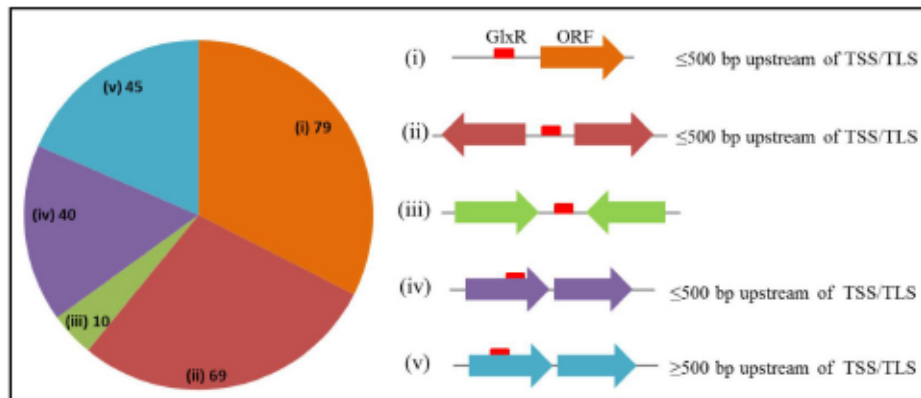 (v) 45
(i) 79
(iv) 40
(iii) 10
(ii) 69
GlxR ORF
(i) ≤500 bp upstream of TSS/TLS
(ii) ≤500 bp upstream of TSS/TLS
(iii)
(iv) ≤500 bp upstream of TSS/TLS
(v) ≥500 bp upstream of TSS/TLS